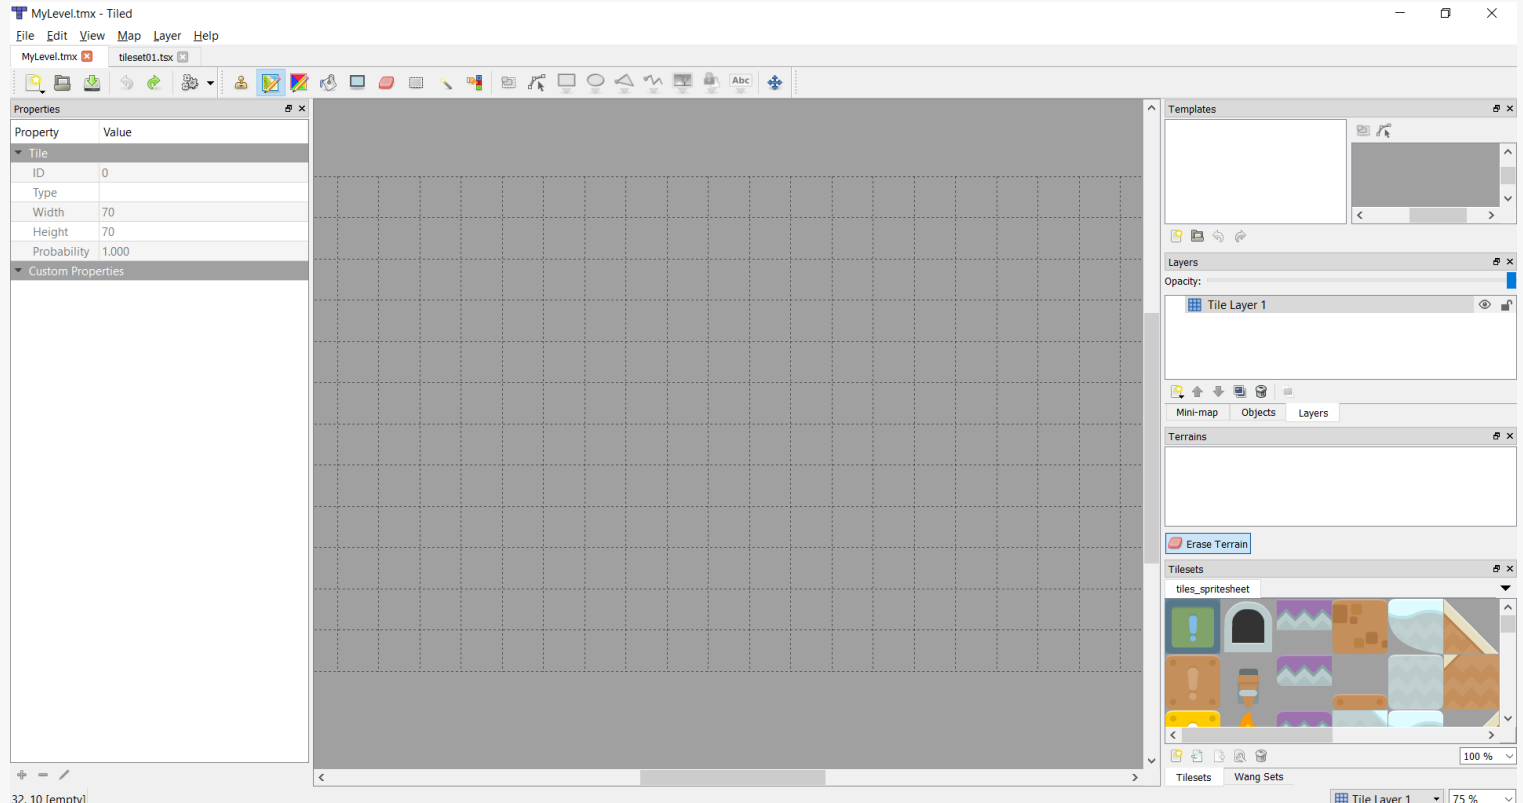 MyLevel.tmx - Tiled
File Edit View Map Layer Help
MyLevel.tmx tileset01.tsx
Abc
Properties
Property Value
Tile
ID 0
Type
Width 70
Height 70
Probability 1.000
Custom Properties
Templates
Layers
Opacity:
Tile Layer 1
Mini-map Objects Layers
Terrains
Erase Terrain
Tilesets
tiles_spritesheet
100 %
Tilesets Wang Sets
32, 10 [empty] Tile Layer 1 75 %